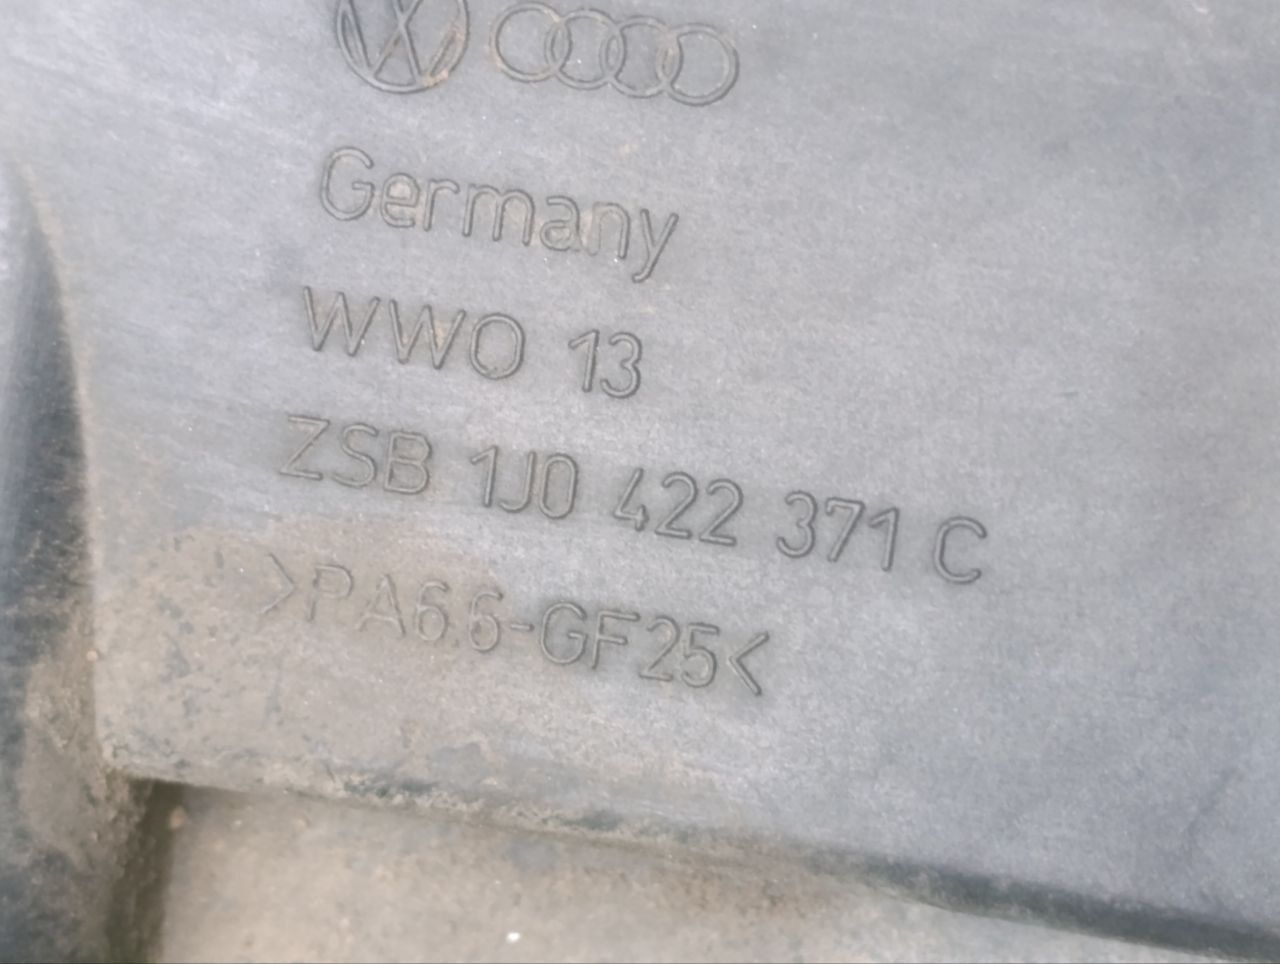 Germany
WWO 13
ZSB 1J0 422 371 C
>PA6.6-GF25<